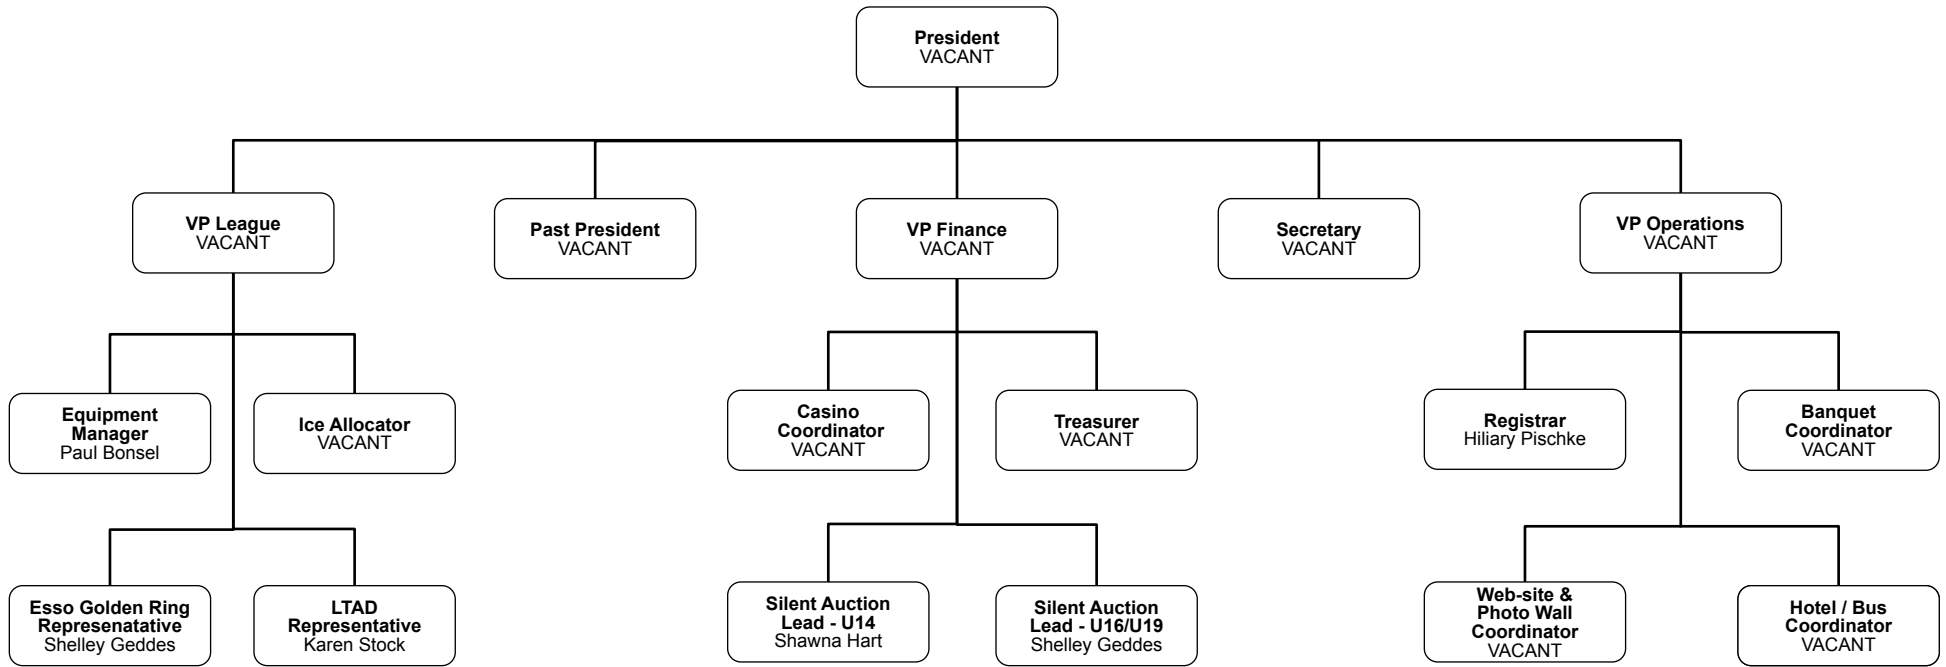 President
VACANT
VP League
VACANT
Past President
VACANT
VP Finance
VACANT
Secretary
VACANT
VP Operations
VACANT
Equipment
Manager
Paul Bonsel
Ice Allocator
VACANT
Casino
Coordinator
VACANT
Treasurer
VACANT
Registrar
Hiliary Pischke
Banquet
Coordinator
VACANT
Esso Golden Ring
Represenatative
Shelley Geddes
LTAD
Representative
Karen Stock
Silent Auction
Lead - U14
Shawna Hart
Silent Auction
Lead - U16/U19
Shelley Geddes
Web-site &
Photo Wall
Coordinator
VACANT
Hotel / Bus
Coordinator
VACANT